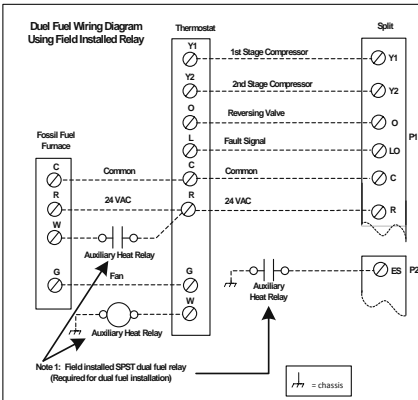 Duel Fuel Wiring Diagram
Using Field Installed Relay
Thermostat
Split
Y1
1st Stage Compressor
Y1
Y2
2nd Stage Compressor
Y2
O
Reversing Valve
O
P1
L
Fault Signal
LO
Fossil Fuel
Furnace
C
Common
C
Common
C
R
24 VAC
R
24 VAC
R
W
Auxiliary Heat Relay
G
Fan
G
Auxiliary
Heat Relay
ES
P2
W
Auxiliary Heat Relay
Note 1: Field installed SPST dual fuel relay
(Required for dual fuel installation)
= chassis